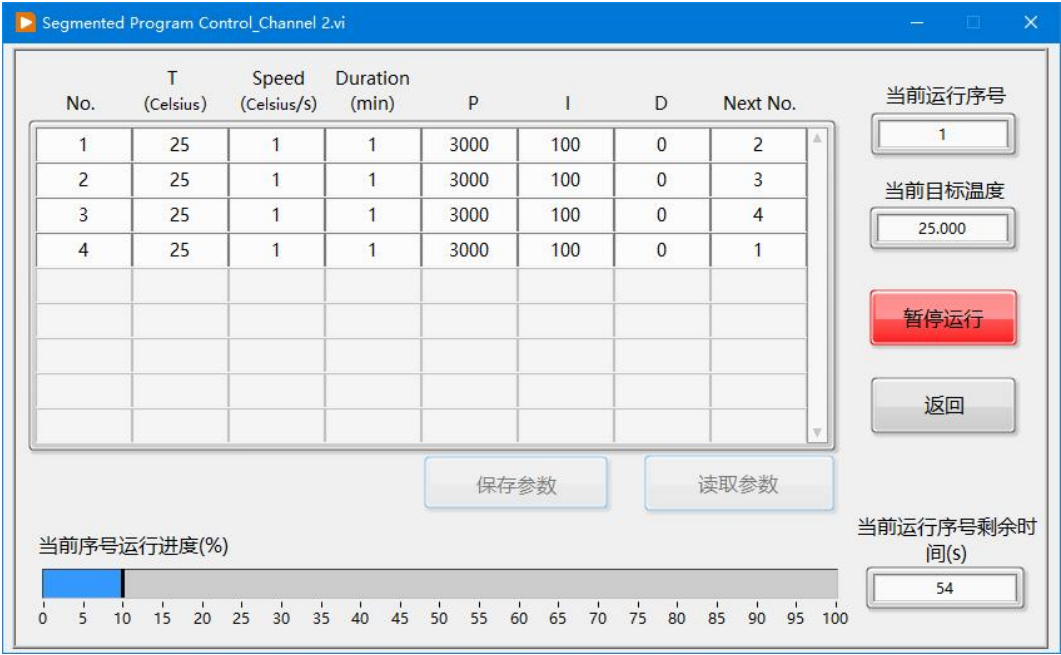 Segmented Program Control_Channel 2.vi
No. T (Celsius) Speed (Celsius/s) Duration (min) P I D Next No.
1 25 1 1 3000 100 0 2
2 25 1 1 3000 100 0 3
3 25 1 1 3000 100 0 4
4 25 1 1 3000 100 0 1
当前运行序号
1
当前目标温度
25.000
暂停运行
返回
保存参数 读取参数
当前序号运行进度(%)
0 5 10 15 20 25 30 35 40 45 50 55 60 65 70 75 80 85 90 95 100
当前运行序号剩余时
间(s)
54